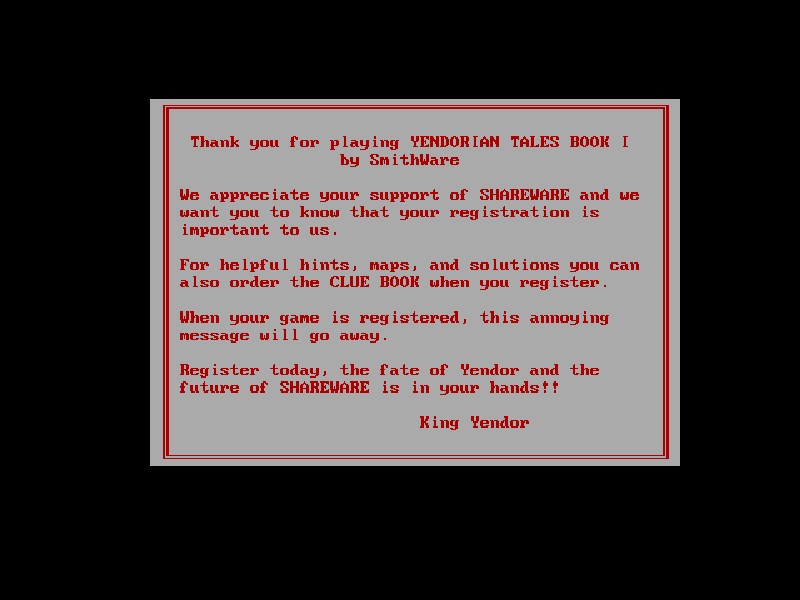 Thank you for playing YENDORIAN TALES BOOK I
by SmithWare
We appreciate your support of SHAREWARE and we
want you to know that your registration is
important to us.
For helpful hints, maps, and solutions you can
also order the CLUE BOOK when you register.
When your game is registered, this annoying
message will go away.
Register today, the fate of Yendor and the
future of SHAREWARE is in your hands!!
King Yendor